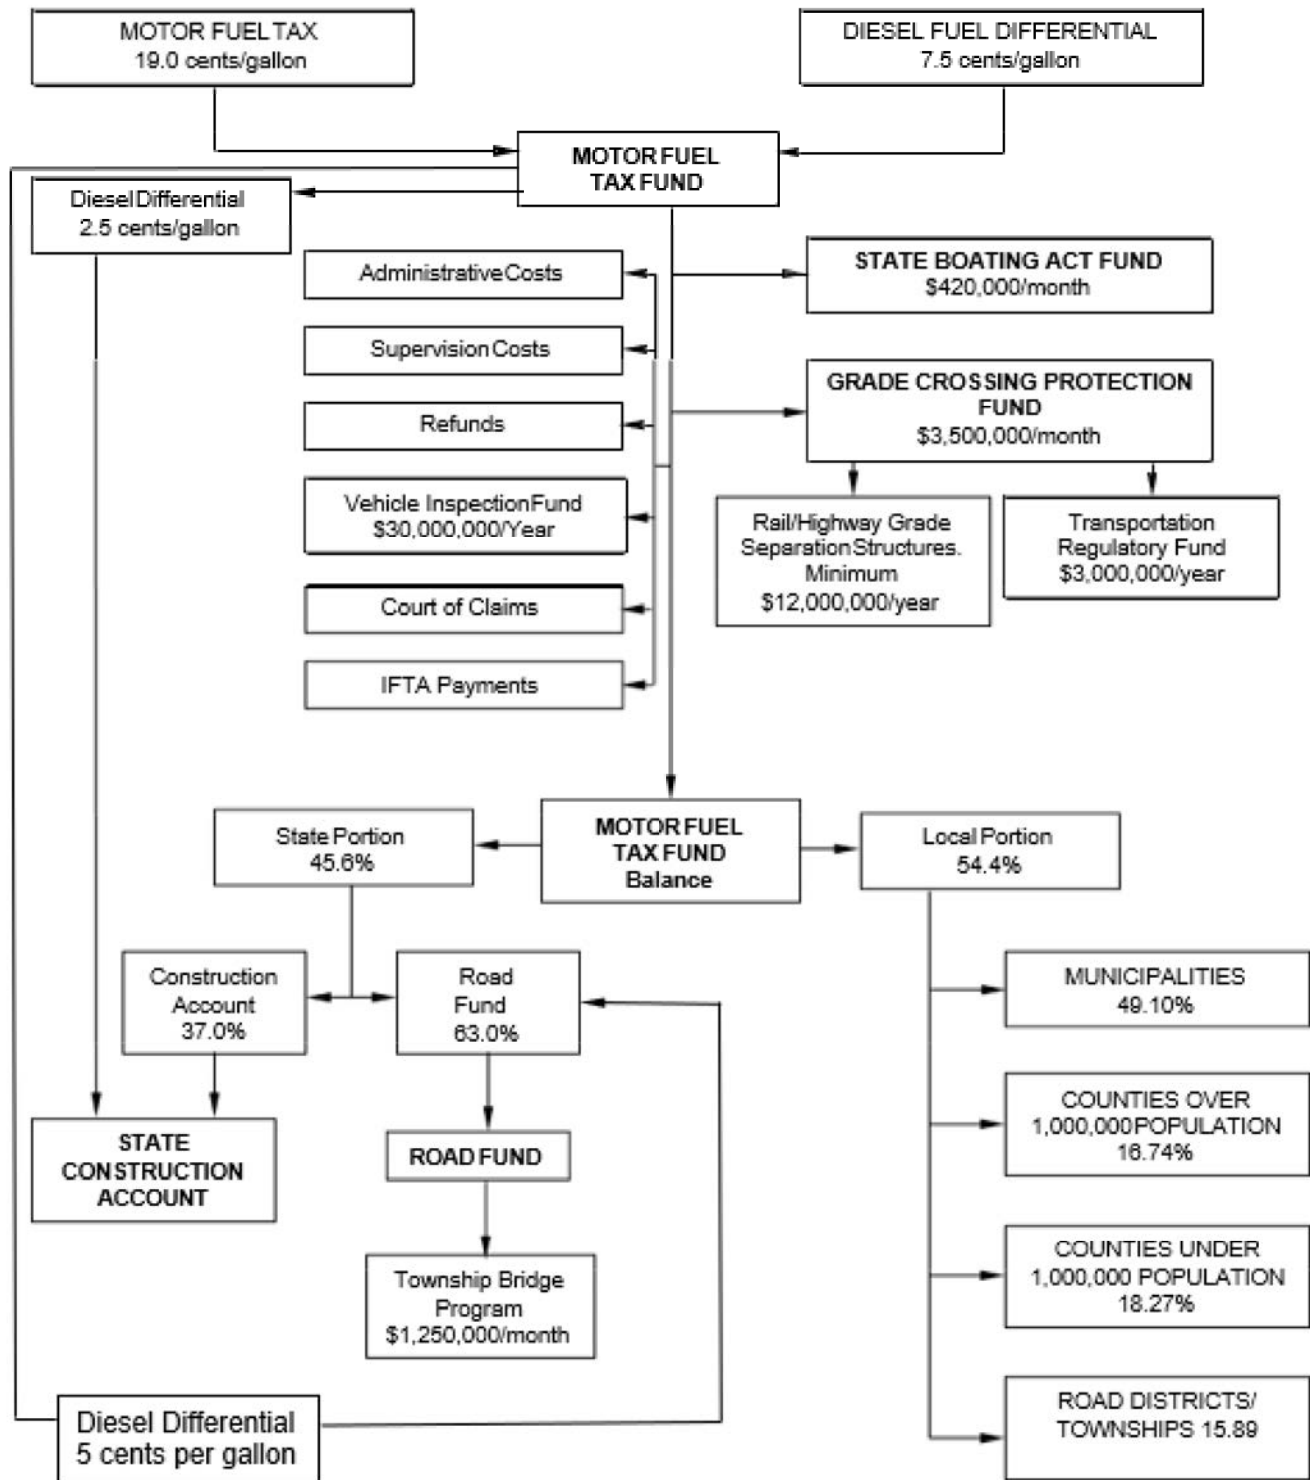 MOTOR FUEL TAX
19.0 cents/gallon
DIESEL FUEL DIFFERENTIAL
7.5 cents/gallon
MOTOR FUEL
TAX FUND
Diesel Differential
2.5 cents/gallon
Administrative Costs
STATE BOATING ACT FUND
$420,000/month
Supervision Costs
GRADE CROSSING PROTECTION
FUND
$3,500,000/month
Refunds
Vehicle Inspection Fund
$30,000,000/Year
Rail/Highway Grade
Separation Structures.
Minimum
$12,000,000/year
Transportation
Regulatory Fund
$3,000,000/year
Court of Claims
IFTA Payments
State Portion
45.6%
MOTOR FUEL
TAX FUND
Balance
Local Portion
54.4%
Construction
Account
37.0%
Road
Fund
63.0%
MUNICIPALITIES
49.10%
COUNTIES OVER
1,000,000 POPULATION
16.74%
STATE
CONSTRUCTION
ACCOUNT
ROAD FUND
COUNTIES UNDER
1,000,000 POPULATION
18.27%
Township Bridge
Program
$1,250,000/month
ROAD DISTRICTS/
TOWNSHIPS 15.89
Diesel Differential
5 cents per gallon